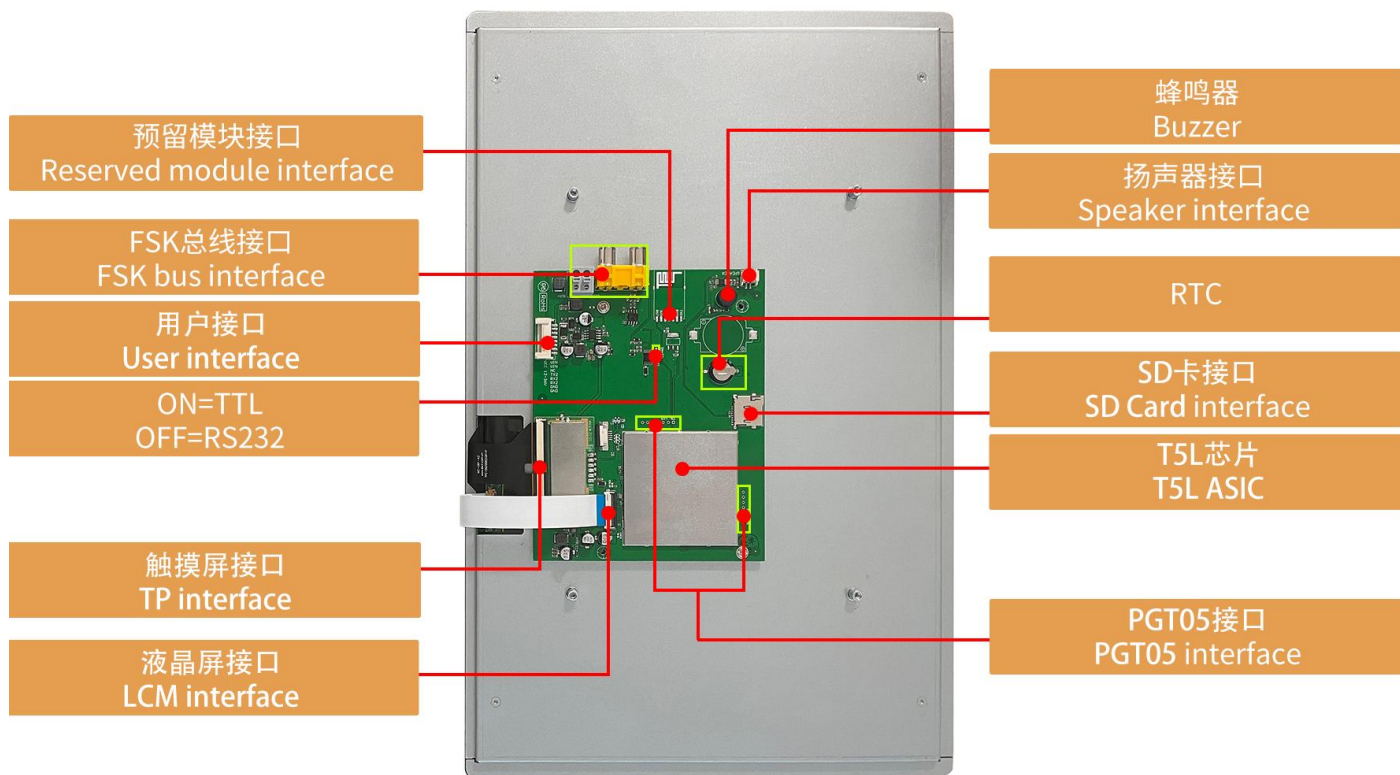 预留模块接口
Reserved module interface
FSK总线接口
FSK bus interface
用户接口
User interface
ON=TTL
OFF=RS232
触摸屏接口
TP interface
液晶屏接口
LCM interface
蜂鸣器
Buzzer
扬声器接口
Speaker interface
RTC
SD卡接口
SD Card interface
T5L芯片
T5L ASIC
PGT05接口
PGT05 interface
RoHS